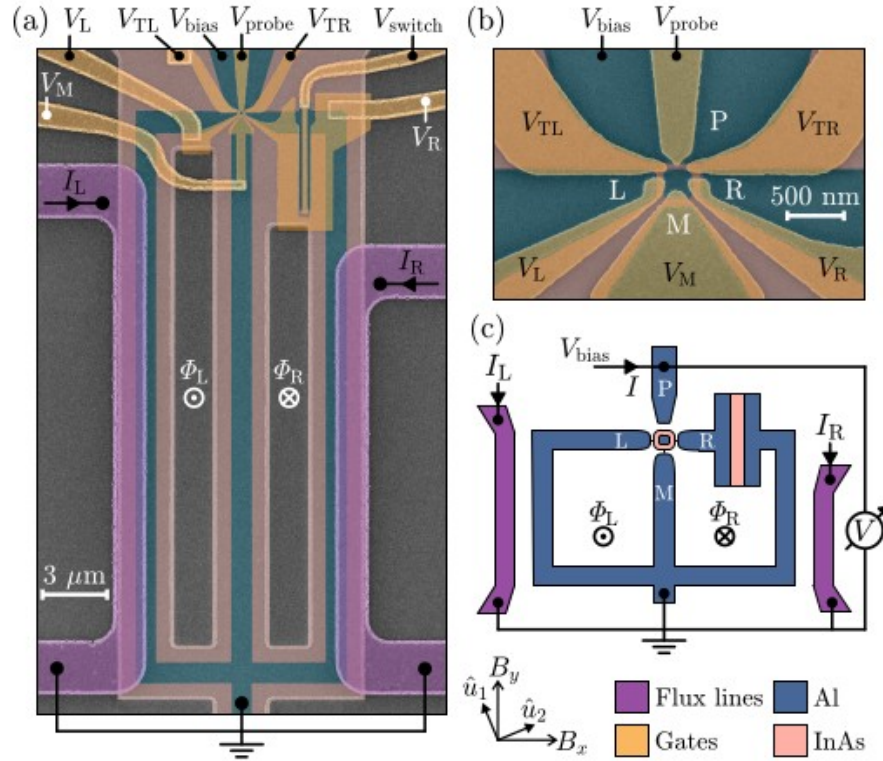 (a)
V_L V_TL V_bias V_probe V_TR V_switch
V_M
V_R
I_L
I_R
Φ_L
Φ_R
3 μm
(b)
V_bias V_probe
V_TL
P
V_TR
L
R
500 nm
M
V_L
V_M
V_R
(c)
V_bias
I
I_L
P
I_R
L
R
M
Φ_L
Φ_R
V
B_y
û_1
û_2
B_x
Flux lines
Al
Gates
InAs